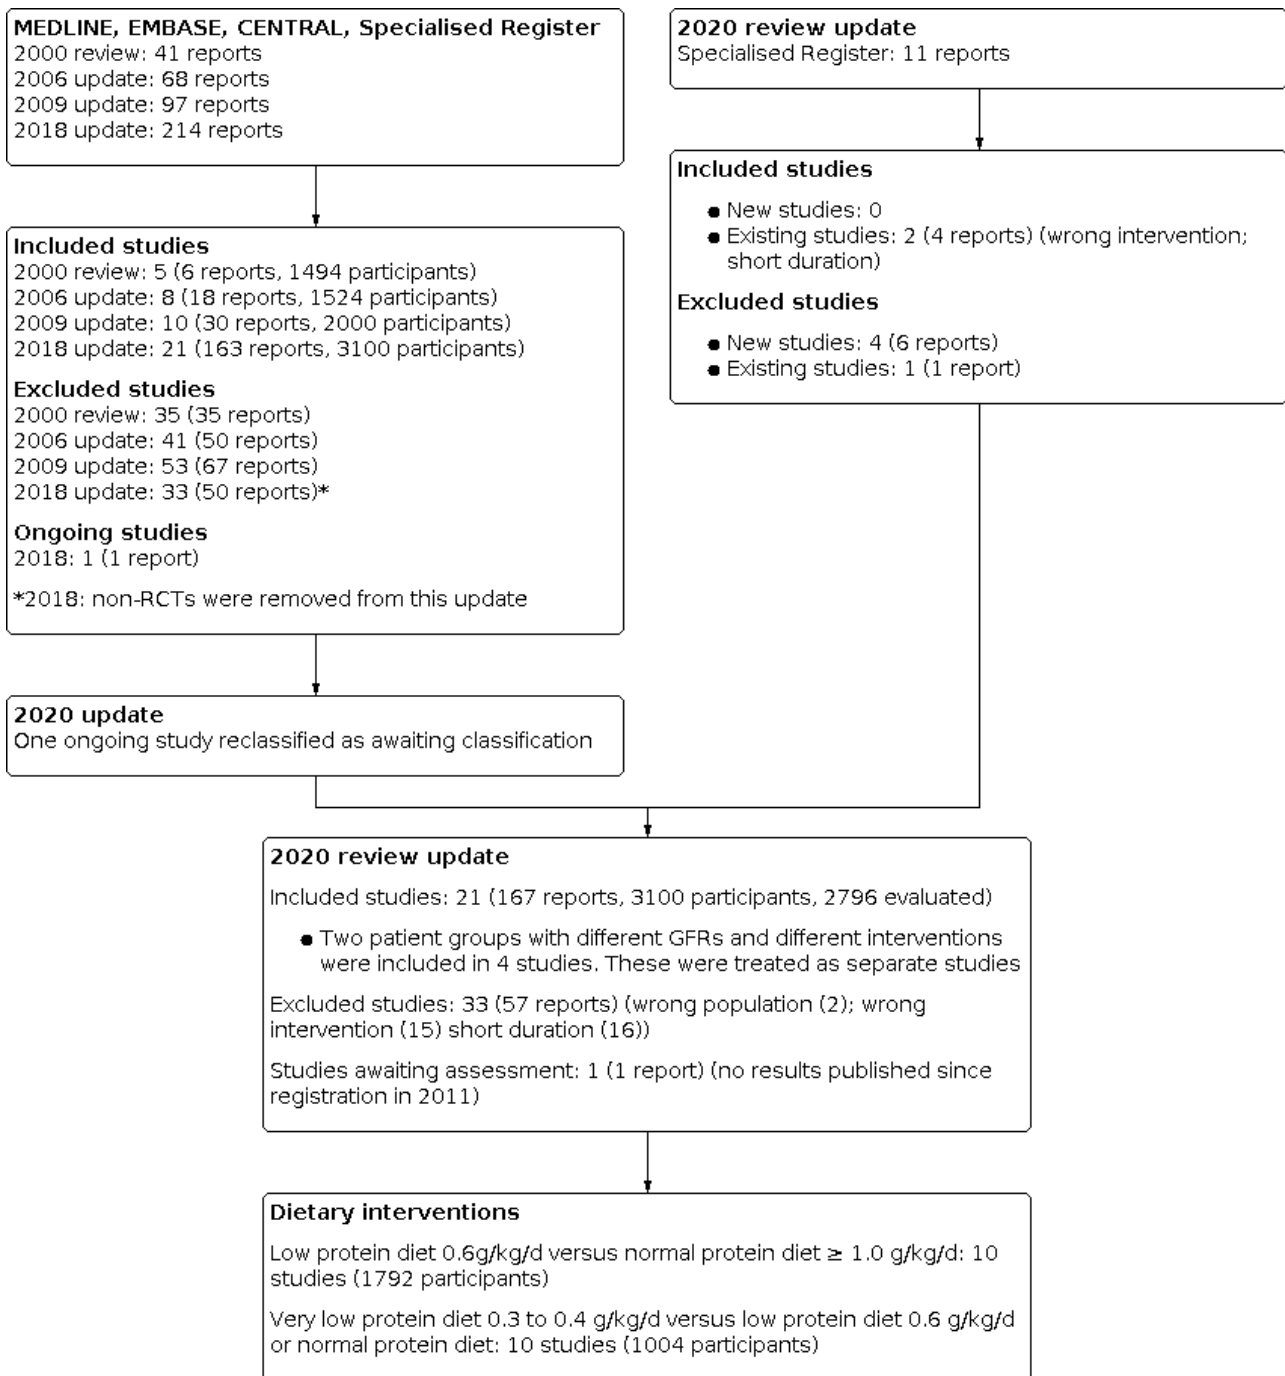 MEDLINE, EMBASE, CENTRAL, Specialised Register
2000 review: 41 reports
2006 update: 68 reports
2009 update: 97 reports
2018 update: 214 reports
2020 review update
Specialised Register: 11 reports
Included studies
2000 review: 5 (6 reports, 1494 participants)
2006 update: 8 (18 reports, 1524 participants)
2009 update: 10 (30 reports, 2000 participants)
2018 update: 21 (163 reports, 3100 participants)
Excluded studies
2000 review: 35 (35 reports)
2006 update: 41 (50 reports)
2009 update: 53 (67 reports)
2018 update: 33 (50 reports)*
Ongoing studies
2018: 1 (1 report)
*2018: non-RCTs were removed from this update
Included studies
● New studies: 0
● Existing studies: 2 (4 reports) (wrong intervention;
short duration)
Excluded studies
● New studies: 4 (6 reports)
● Existing studies: 1 (1 report)
2020 update
One ongoing study reclassified as awaiting classification
2020 review update
Included studies: 21 (167 reports, 3100 participants, 2796 evaluated)
● Two patient groups with different GFRs and different interventions
were included in 4 studies. These were treated as separate studies
Excluded studies: 33 (57 reports) (wrong population (2); wrong
intervention (15) short duration (16))
Studies awaiting assessment: 1 (1 report) (no results published since
registration in 2011)
Dietary interventions
Low protein diet 0.6g/kg/d versus normal protein diet ≥ 1.0 g/kg/d: 10
studies (1792 participants)
Very low protein diet 0.3 to 0.4 g/kg/d versus low protein diet 0.6 g/kg/d
or normal protein diet: 10 studies (1004 participants)